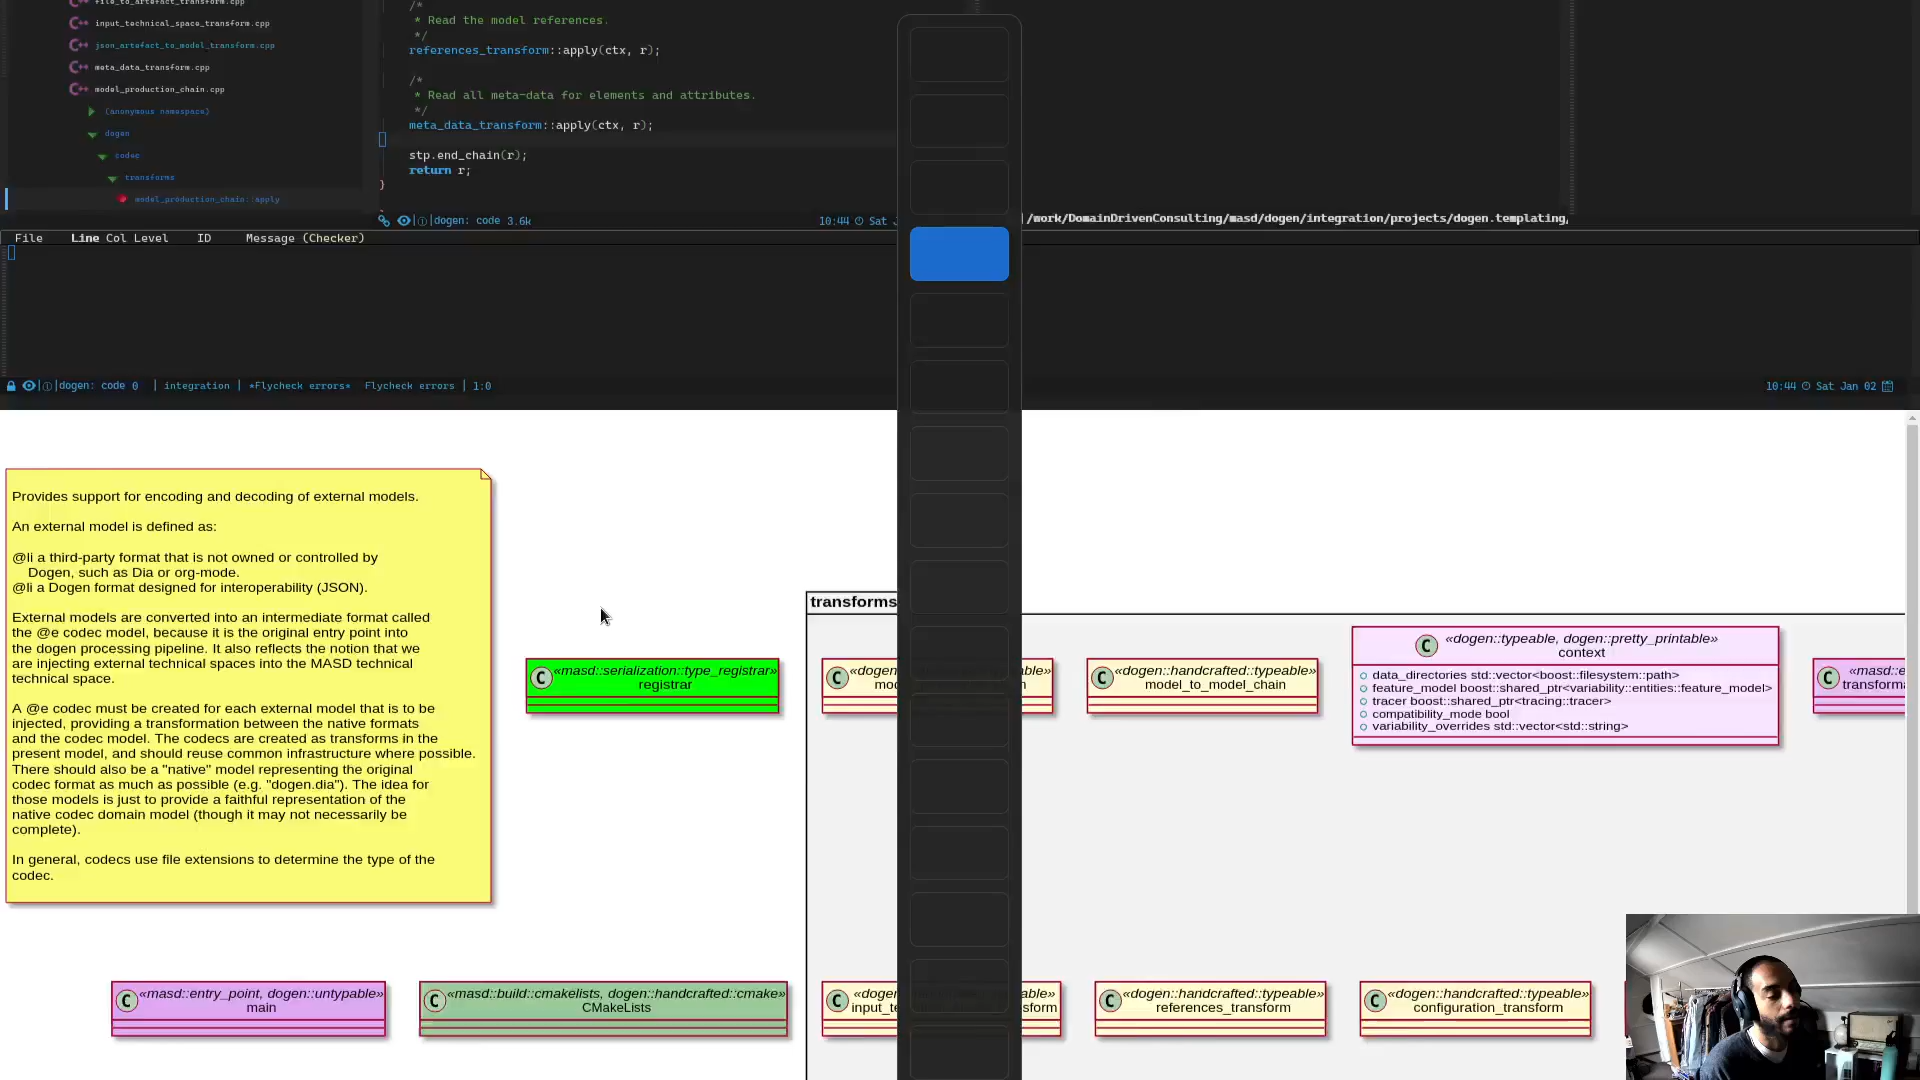 file_to_artefact_transform.cpp
input_technical_space_transform.cpp
json_artefact_to_model_transform.cpp
meta_data_transform.cpp
model_production_chain.cpp
(anonymous namespace)
dogen
codec
transforms
model_production_chain::apply
/*
* Read the model references.
*/
references_transform::apply(ctx, r);
/*
* Read all meta-data for elements and attributes.
*/
meta_data_transform::apply(ctx, r);
stp.end_chain(r);
return r;
}
dogen: code 3.6k
10:44 Sat J
/work/DomainDrivenConsulting/masd/dogen/integration/projects/dogen.templating/
File Line Col Level ID Message (Checker)
dogen: code 0 | integration | *Flycheck errors* Flycheck errors | 1:0
10:44 Sat Jan 02
Provides support for encoding and decoding of external models.
An external model is defined as:
@li a third-party format that is not owned or controlled by
Dogen, such as Dia or org-mode.
@li a Dogen format designed for interoperability (JSON).
External models are converted into an intermediate format called
the @e codec model, because it is the original entry point into
the dogen processing pipeline. It also reflects the notion that we
are injecting external technical spaces into the MASD technical
technical space.
A @e codec must be created for each external model that is to be
injected, providing a transformation between the native formats
and the codec model. The codecs are created as transforms in the
present model, and should reuse common infrastructure where possible.
There should also be a "native" model representing the original
codec format as much as possible (e.g. "dogen.dia"). The idea for
those models is just to provide a faithful representation of the
native codec domain model (though it may not necessarily be
complete).
In general, codecs use file extensions to determine the type of the
codec.
C «masd::serialization::type_registrar»
registrar
transforms
C «dogen able»
mod n
C «dogen::handcrafted::typeable»
model_to_model_chain
C «dogen::typeable, dogen::pretty_printable»
context
data_directories std::vector<boost::filesystem::path>
feature_model boost::shared_ptr<variability::entities::feature_model>
tracer boost::shared_ptr<tracing::tracer>
compatibility_mode bool
variability_overrides std::vector<std::string>
C «masd::e
transforma
C «masd::entry_point, dogen::untypable»
main
C «masd::build::cmakelists, dogen::handcrafted::cmake»
CMakeLists
C «dogen able»
input_te sform
C «dogen::handcrafted::typeable»
references_transform
C «dogen::handcrafted::typeable»
configuration_transform